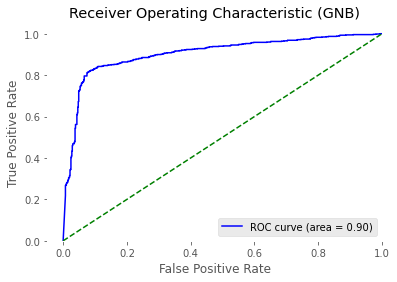 Receiver Operating Characteristic (GNB)
1.0
0.8
0.6
0.4
0.2
0.0
True Positive Rate
ROC curve (area = 0.90)
0.0 0.2 0.4 0.6 0.8 1.0
False Positive Rate